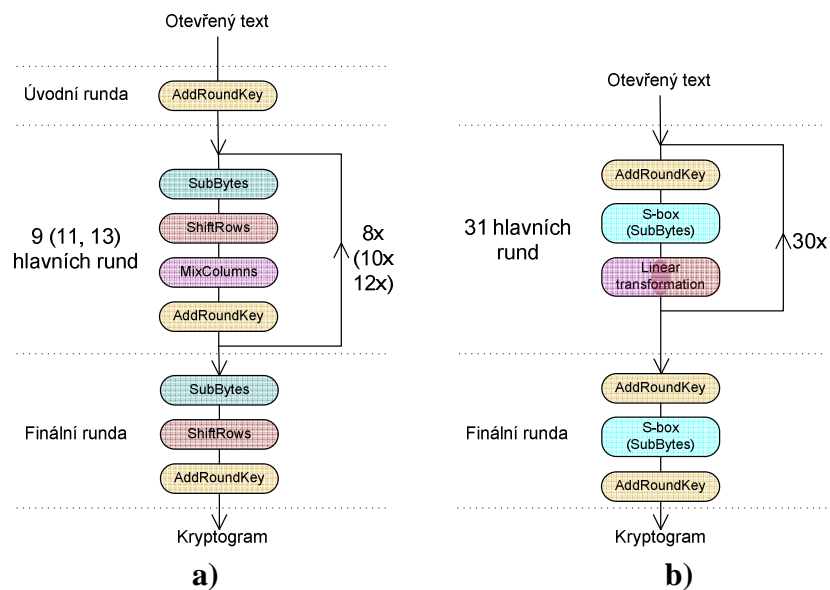 Otevřený text
Úvodní runda
AddRoundKey
9 (11, 13)
hlavních rund
SubBytes
ShiftRows
MixColumns
AddRoundKey
8x
(10x
12x)
Finální runda
SubBytes
ShiftRows
AddRoundKey
Kryptogram
a)
Otevřený text
31 hlavních
rund
AddRoundKey
S-box
(SubBytes)
Linear
transformation
30x
Finální runda
AddRoundKey
S-box
(SubBytes)
AddRoundKey
Kryptogram
b)